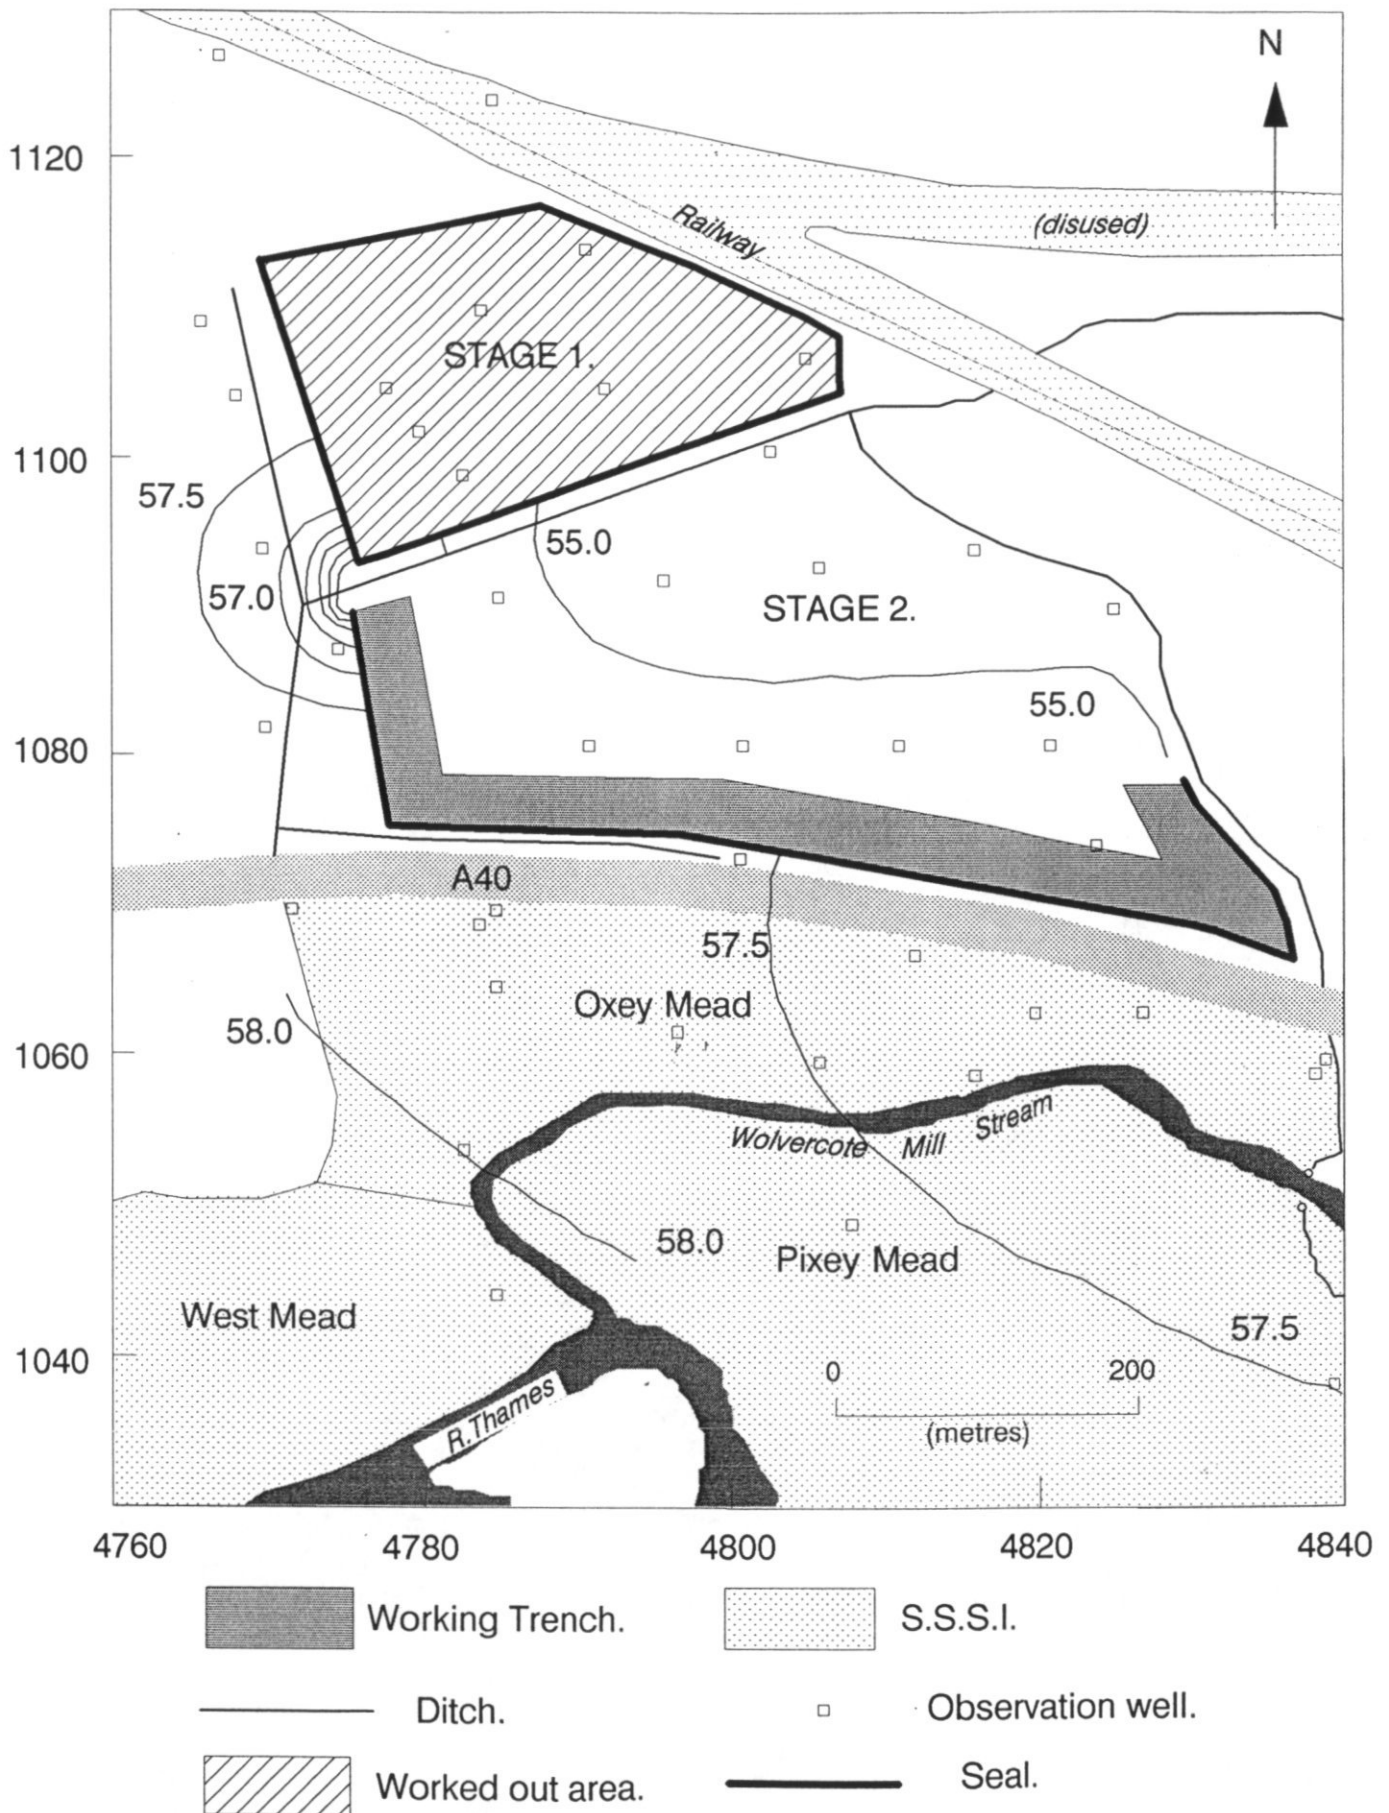 N
1120
Railway
(disused)
STAGE 1.
1100
57.5
55.0
57.0
STAGE 2.
55.0
1080
A40
57.5
Oxey Mead
58.0
1060
Wolvercote Mill Stream
58.0
Pixey Mead
West Mead
57.5
1040
0 200
R.Thames
(metres)
4760 4780 4800 4820 4840
Working Trench. S.S.S.I.
Ditch. Observation well.
Worked out area. Seal.